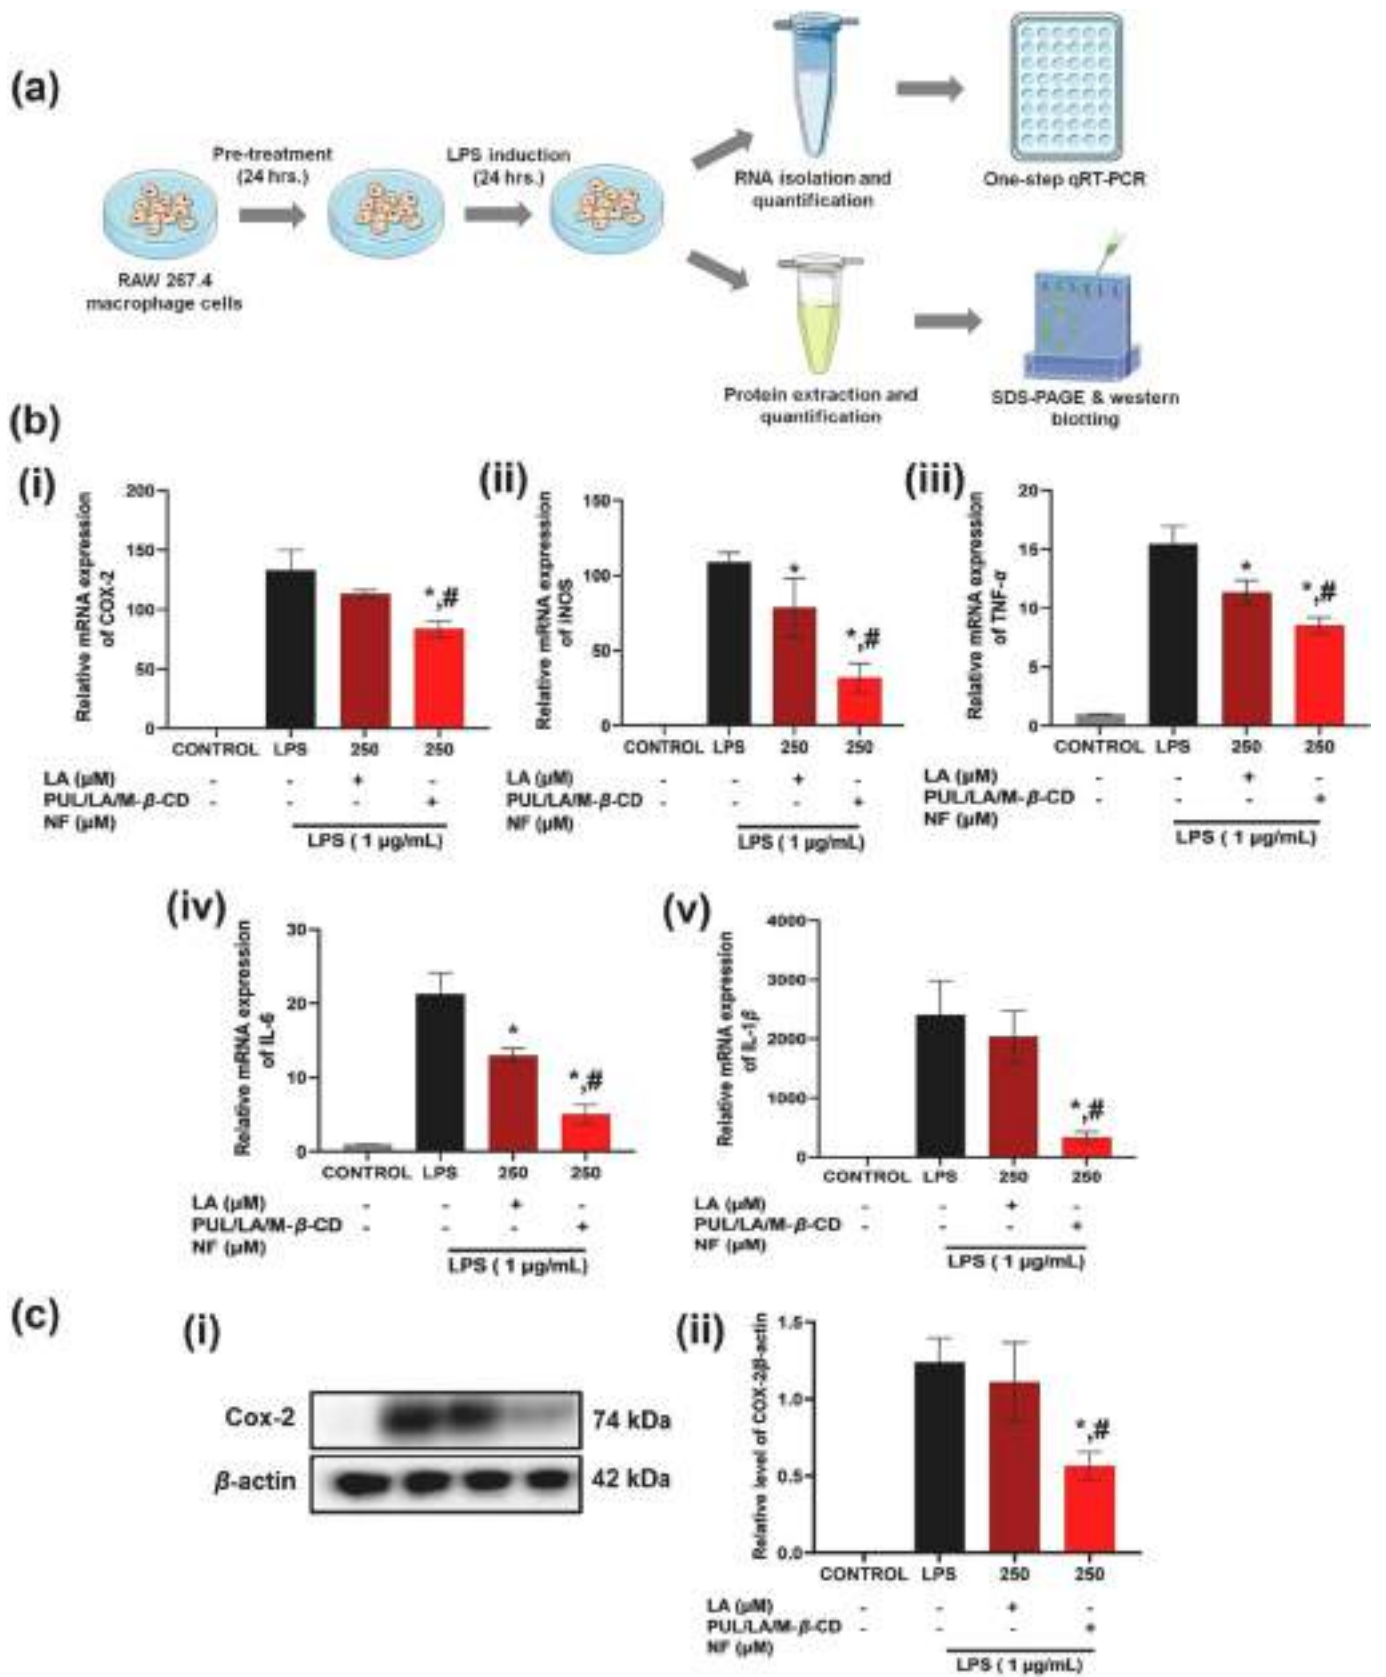 (a)
Pre-treatment
(24 hrs.)
LPS induction
(24 hrs.)
RAW 267.4
macrophage cells
RNA isolation and
quantification
One-step qRT-PCR
Protein extraction and
quantification
SDS-PAGE & western
blotting
(b)
(i)
Relative mRNA expression
of COX-2
200
150
100
50
0
*,#
CONTROL LPS 250 250
LA (µM) - - + -
PUL/LA/M-β-CD - - - +
NF (µM)
LPS ( 1 µg/mL)
(ii)
Relative mRNA expression
of iNOS
150
100
50
0
*
*,#
CONTROL LPS 250 250
LA (µM) - - + -
PUL/LA/M-β-CD - - - +
NF (µM)
LPS ( 1 µg/mL)
(iii)
Relative mRNA expression
of TNF-α
20
15
10
5
0
*
*,#
CONTROL LPS 250 250
LA (µM) - - + -
PUL/LA/M-β-CD - - - +
NF (µM)
LPS ( 1 µg/mL)
(iv)
Relative mRNA expression
of IL-6
30
20
10
0
*
*,#
CONTROL LPS 250 250
LA (µM) - - + -
PUL/LA/M-β-CD - - - +
NF (µM)
LPS ( 1 µg/mL)
(v)
Relative mRNA expression
of IL-1β
4000
3000
2000
1000
0
*,#
CONTROL LPS 250 250
LA (µM) - - + -
PUL/LA/M-β-CD - - - +
NF (µM)
LPS ( 1 µg/mL)
(c)
(i)
Cox-2 74 kDa
β-actin 42 kDa
(ii)
Relative level of COX-2β-actin
1.5
1.0
0.5
0.0
*,#
CONTROL LPS 250 250
LA (µM) - - + -
PUL/LA/M-β-CD - - - +
NF (µM)
LPS ( 1 µg/mL)